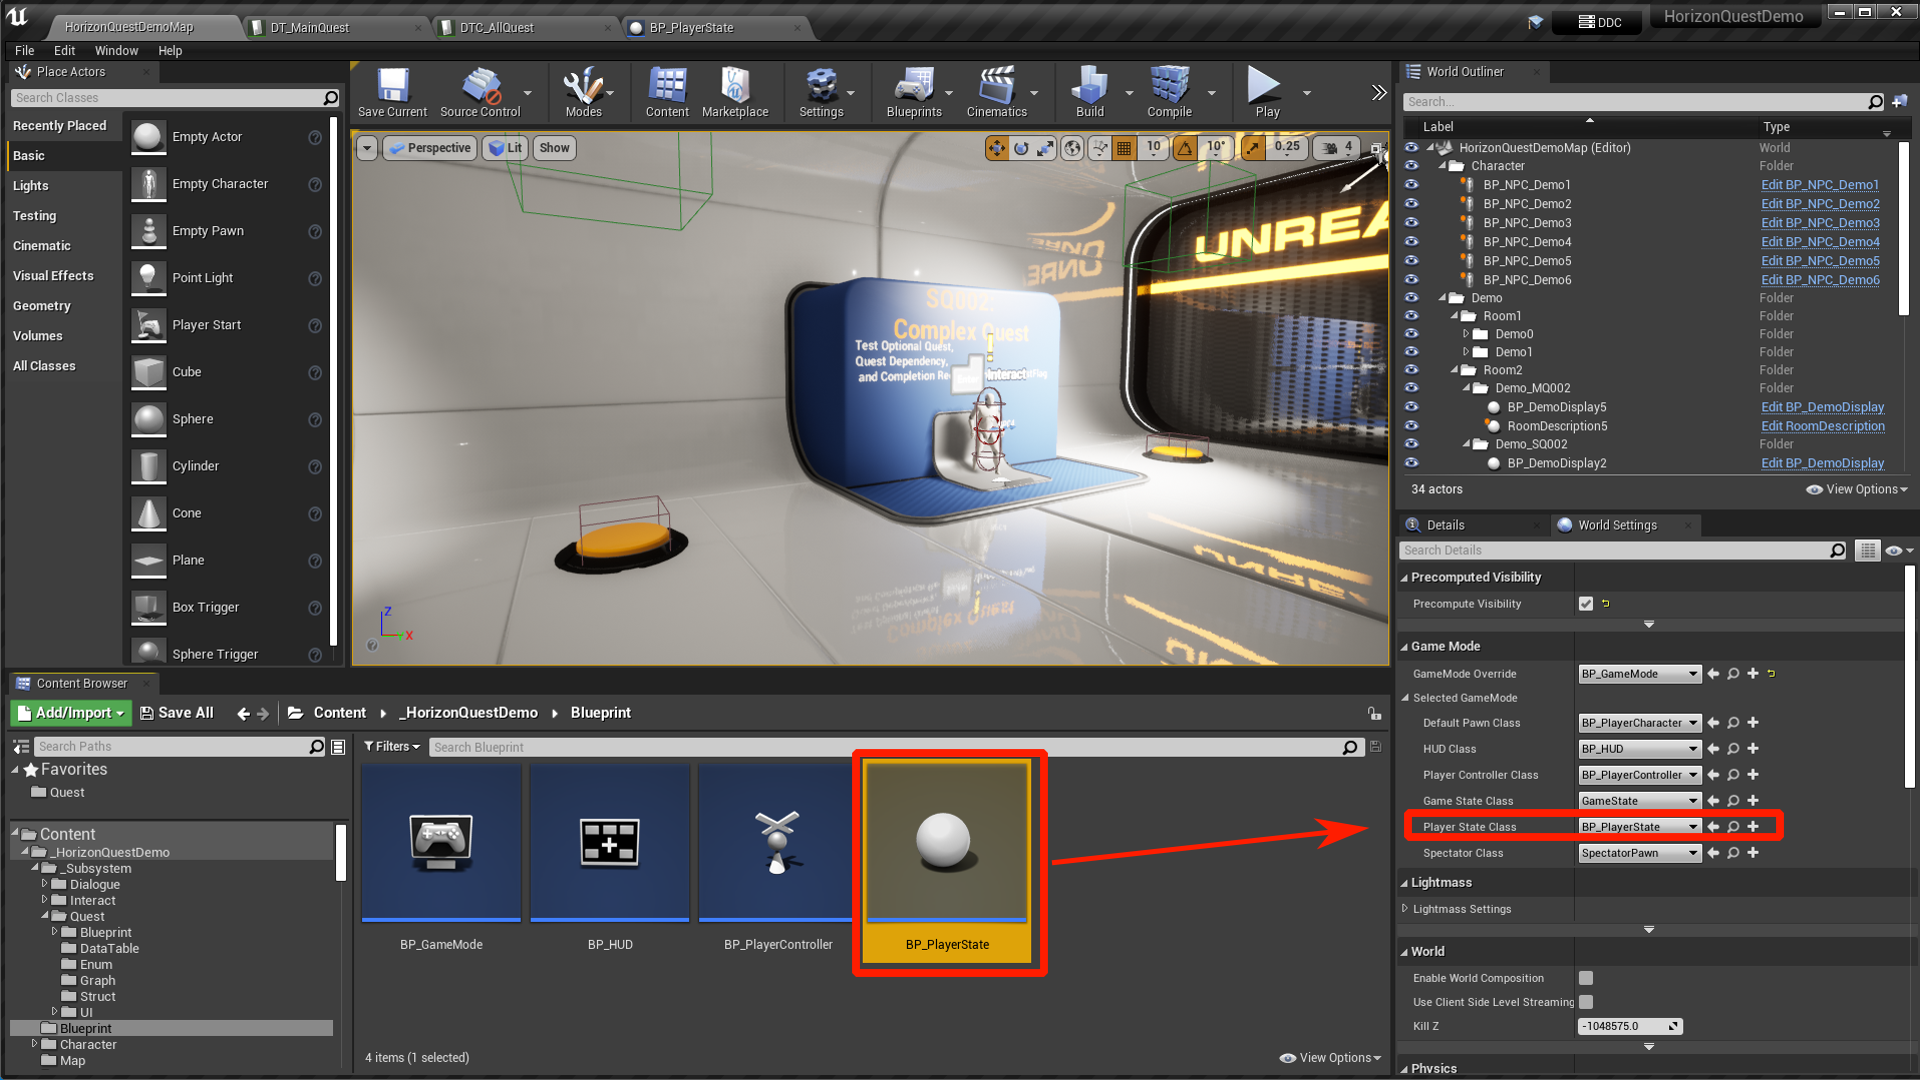 HorizonQuestDemoMap
DT_MainQuest
DTC_AllQuest
BP_PlayerState
DDC
HorizonQuestDemo
File Edit Window Help
Place Actors
Search Classes
Recently Placed
Basic
Lights
Testing
Cinematic
Visual Effects
Geometry
Volumes
All Classes
Empty Actor
Empty Character
Empty Pawn
Point Light
Player Start
Cube
Sphere
Cylinder
Cone
Plane
Box Trigger
Sphere Trigger
Save Current
Source Control
Modes
Content
Marketplace
Settings
Blueprints
Cinematics
Build
Compile
Play
Perspective
Lit
Show
10
10°
0.25
4
UNREA
SQ002:
Complex Quest
Test Optional Quest,
Quest Dependency,
and Completion Re
Interact
Z
X
World Outliner
Search...
Label Type
HorizonQuestDemoMap (Editor) World
Character Folder
BP_NPC_Demo1 Edit BP_NPC_Demo1
BP_NPC_Demo2 Edit BP_NPC_Demo2
BP_NPC_Demo3 Edit BP_NPC_Demo3
BP_NPC_Demo4 Edit BP_NPC_Demo4
BP_NPC_Demo5 Edit BP_NPC_Demo5
BP_NPC_Demo6 Edit BP_NPC_Demo6
Demo Folder
Room1 Folder
Demo0 Folder
Demo1 Folder
Room2 Folder
Demo_MQ002 Folder
BP_DemoDisplay5 Edit BP_DemoDisplay
RoomDescription5 Edit RoomDescription
Demo_SQ002 Folder
BP_DemoDisplay2 Edit BP_DemoDisplay
34 actors
View Options
Details
World Settings
Search Details
Precomputed Visibility
Precompute Visibility
Game Mode
GameMode Override BP_GameMode
Selected GameMode
Default Pawn Class BP_PlayerCharacter
HUD Class BP_HUD
Player Controller Class BP_PlayerController
Game State Class GameState
Player State Class BP_PlayerState
Spectator Class SpectatorPawn
Lightmass
Lightmass Settings
World
Enable World Composition
Use Client Side Level Streaming
Kill Z -1048575.0
Physics
Content Browser
Add/Import
Save All
Content
_HorizonQuestDemo
Blueprint
Search Paths
Favorites
Quest
Content
_HorizonQuestDemo
_Subsystem
Dialogue
Interact
Quest
Blueprint
DataTable
Enum
Graph
Struct
UI
Blueprint
Character
Map
Filters
Search Blueprint
BP_GameMode
BP_HUD
BP_PlayerController
BP_PlayerState
4 items (1 selected)
View Options